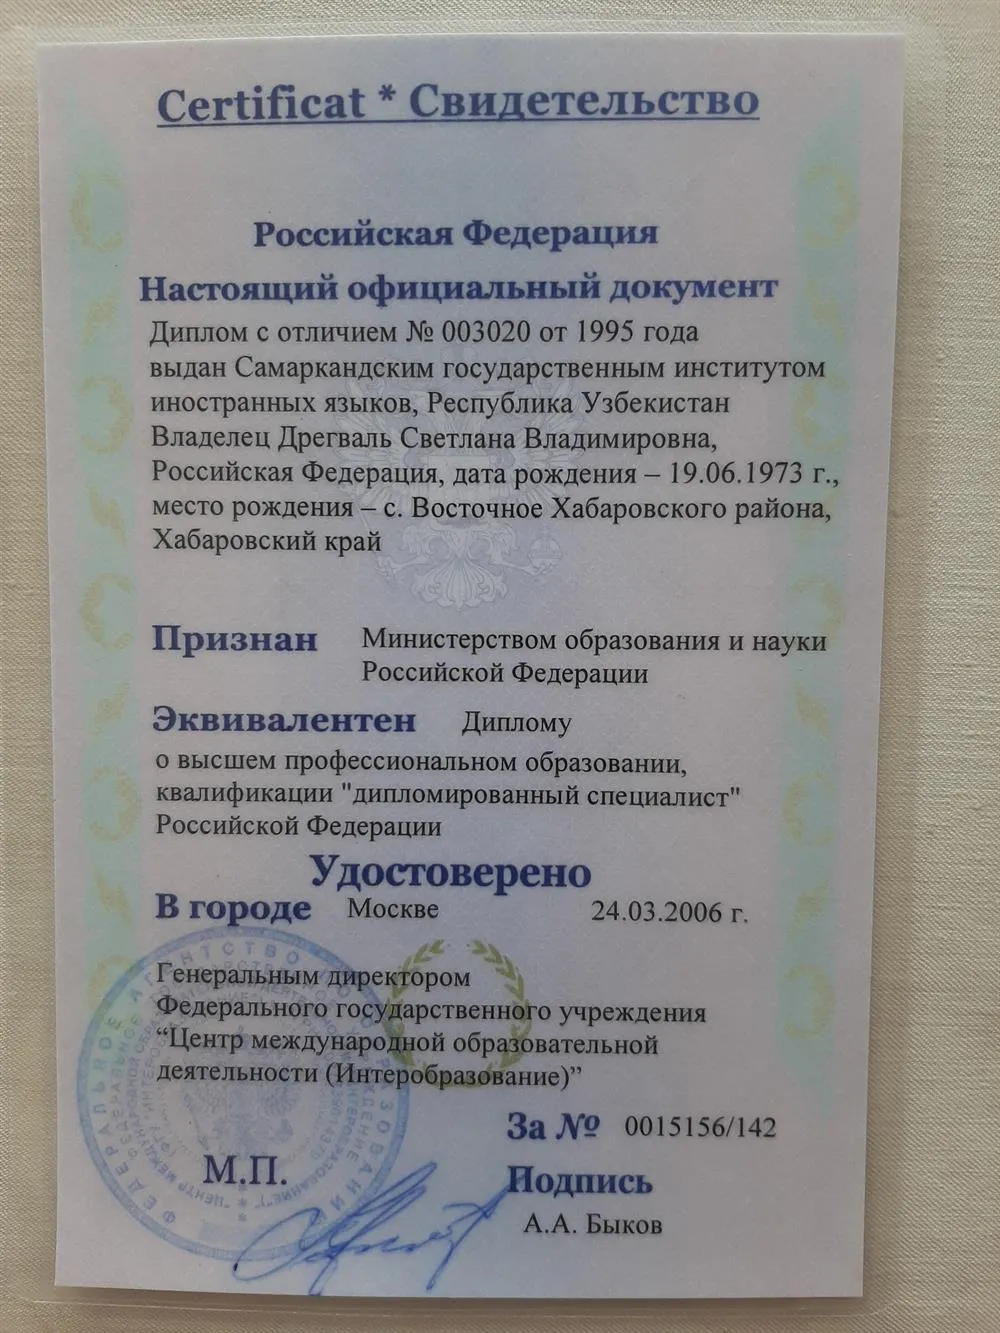 Certificat * Свидетельство
Российская Федерация
Настоящий официальный документ
Диплом с отличием № 003020 от 1995 года
выдан Самаркандским государственным институтом
иностранных языков, Республика Узбекистан
Владелец Дрегваль Светлана Владимировна,
Российская Федерация, дата рождения – 19.06.1973 г.,
место рождения – с. Восточное Хабаровского района,
Хабаровский край
Признан Министерством образования и науки
Российской Федерации
Эквивалентен Диплому
о высшем профессиональном образовании,
квалификации "дипломированный специалист"
Российской Федерации
Удостоверено
В городе Москве 24.03.2006 г.
Генеральным директором
Федерального государственного учреждения
“Центр международной образовательной
деятельности (Интеробразование)”
За № 0015156/142
М.П.
Подпись
А.А. Быков
ФЕДЕРАЛЬНОЕ АГЕНТСТВО ПО ОБРАЗОВАНИЮ